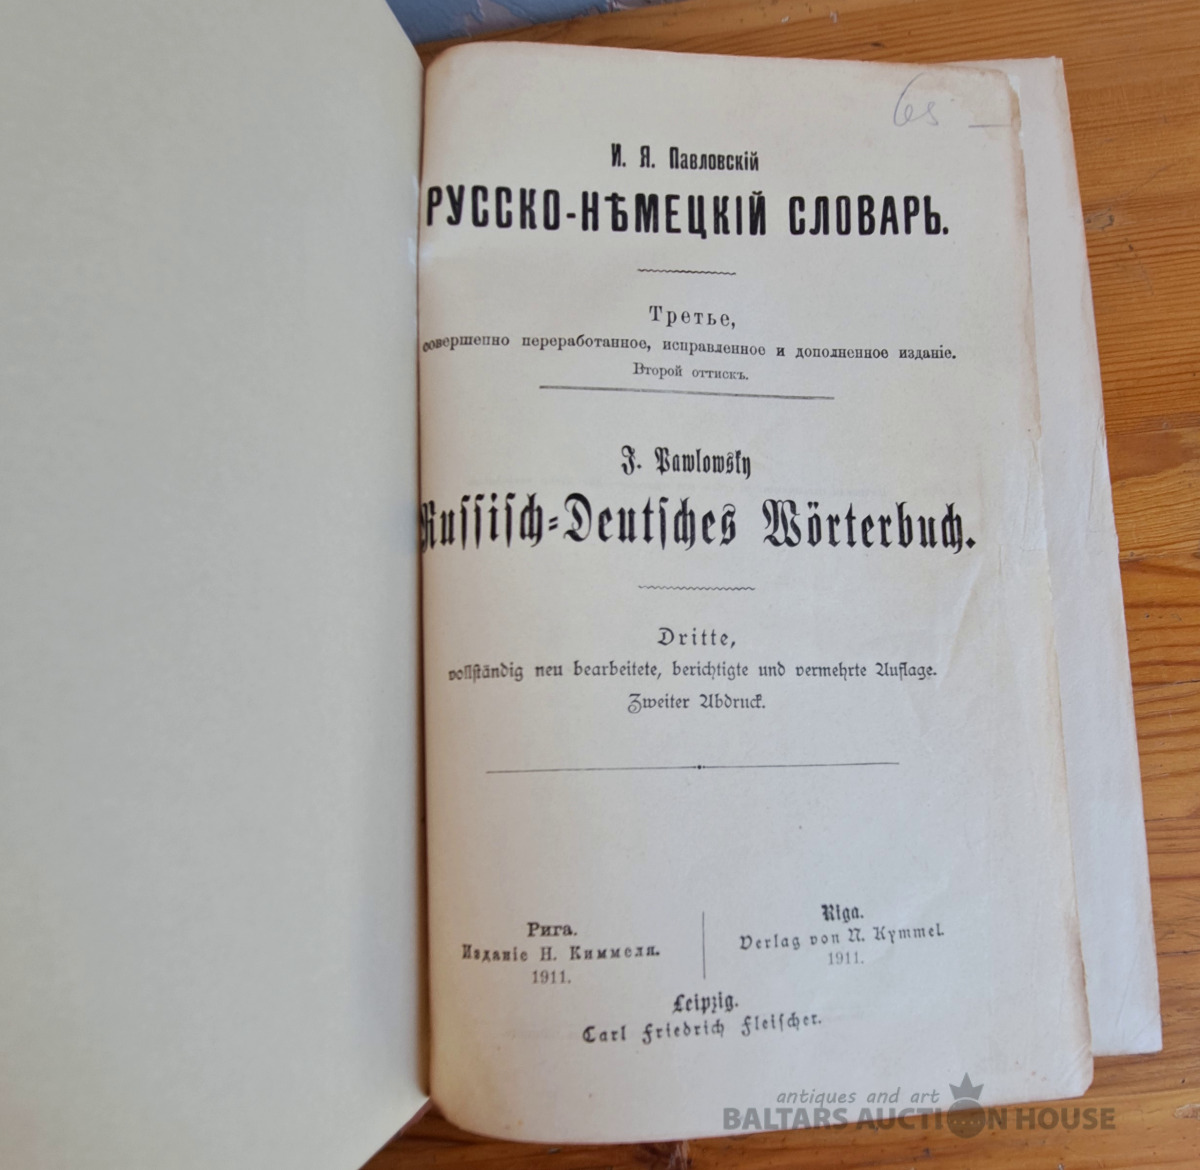 И. Я. Павловскій
РУССКО-НѢМЕЦКІЙ СЛОВАРЬ.
Третье,
совершенно переработанное, исправленное и дополненное изданіе.
Второй оттискъ.
J. Pawlowsky
Russisch-Deutsches Wörterbuch.
Dritte,
vollständig neu bearbeitete, berichtigte und vermehrte Auflage.
Zweiter Abdruck.
Рига.
Изданіе Н. Киммеля.
1911.
Riga.
Verlag von N. Kymmel.
1911.
Leipzig.
Carl Friedrich Fleischer.
antiques and art
BALTARS AUCTION HOUSE